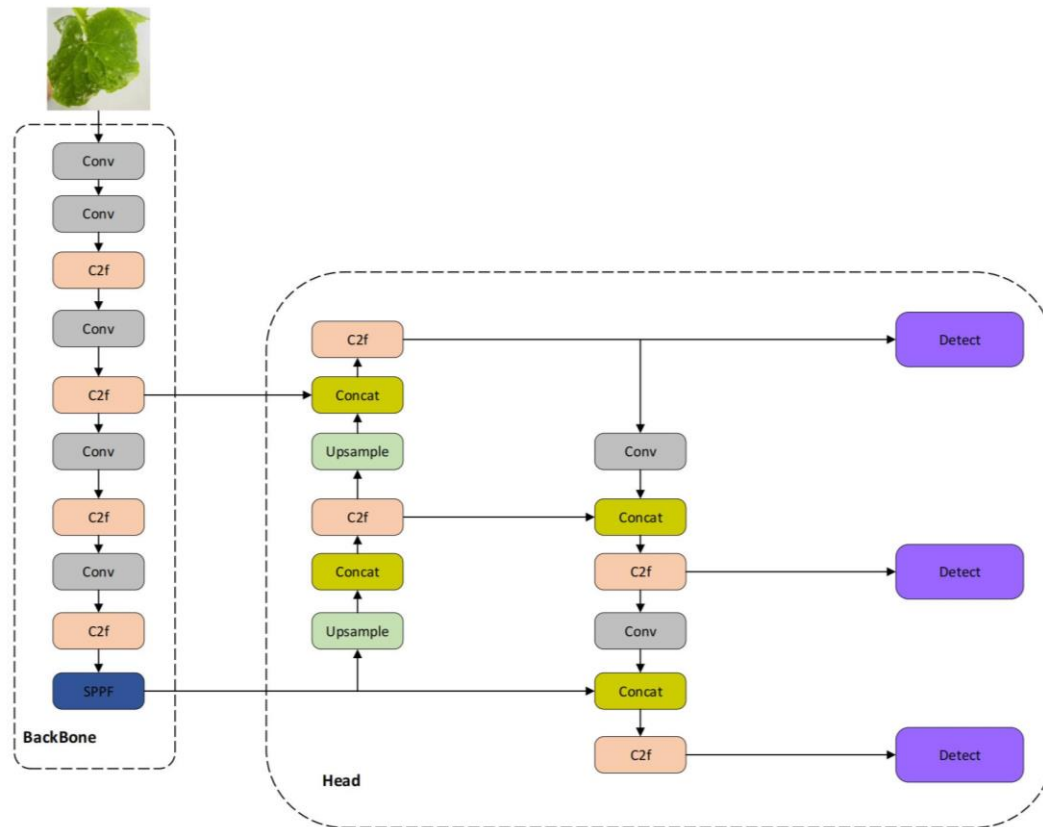 Conv
Conv
C2f
Conv
C2f
Conv
C2f
Conv
C2f
SPPF
BackBone
C2f
Concat
Upsample
C2f
Concat
Upsample
Conv
Concat
C2f
Conv
Concat
C2f
Detect
Detect
Detect
Head